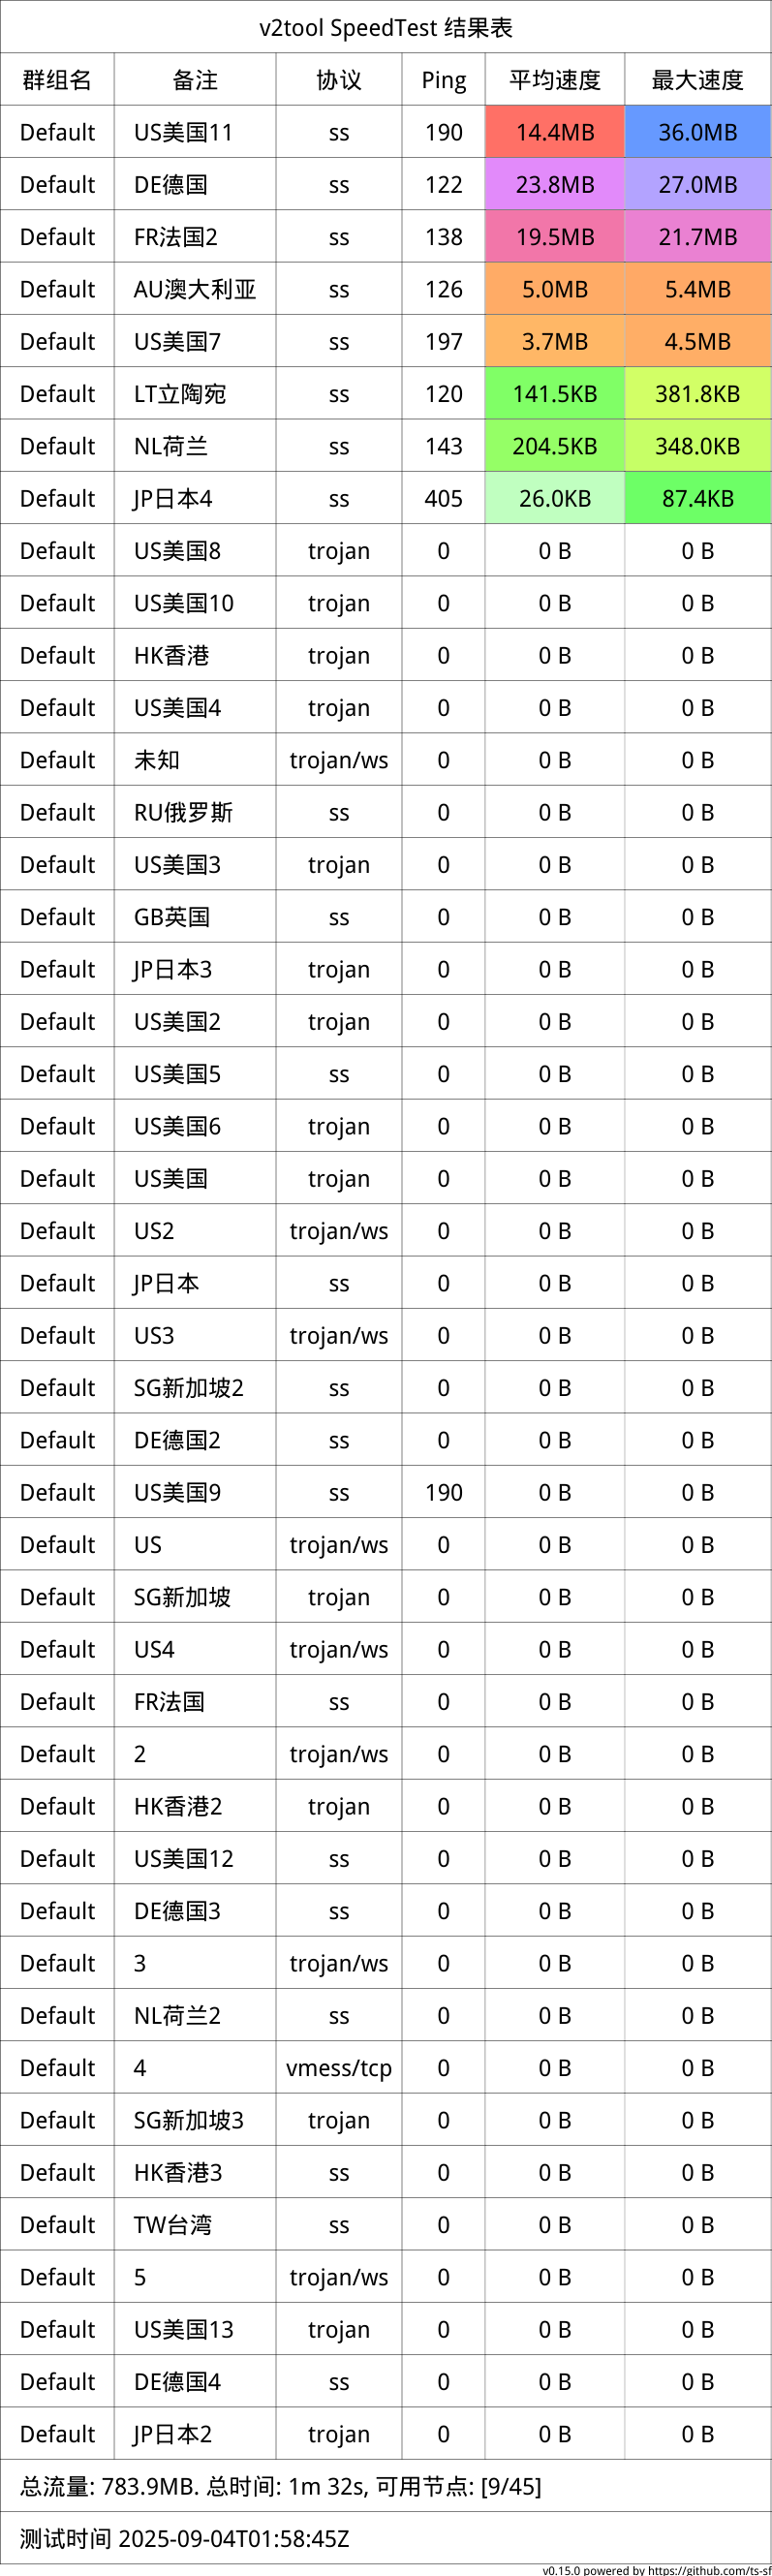 v2tool SpeedTest 结果表
群组名 备注 协议 Ping 平均速度 最大速度
Default US美国11 ss 190 14.4MB 36.0MB
Default DE德国 ss 122 23.8MB 27.0MB
Default FR法国2 ss 138 19.5MB 21.7MB
Default AU澳大利亚 ss 126 5.0MB 5.4MB
Default US美国7 ss 197 3.7MB 4.5MB
Default LT立陶宛 ss 120 141.5KB 381.8KB
Default NL荷兰 ss 143 204.5KB 348.0KB
Default JP日本4 ss 405 26.0KB 87.4KB
Default US美国8 trojan 0 0 B 0 B
Default US美国10 trojan 0 0 B 0 B
Default HK香港 trojan 0 0 B 0 B
Default US美国4 trojan 0 0 B 0 B
Default 未知 trojan/ws 0 0 B 0 B
Default RU俄罗斯 ss 0 0 B 0 B
Default US美国3 trojan 0 0 B 0 B
Default GB英国 ss 0 0 B 0 B
Default JP日本3 trojan 0 0 B 0 B
Default US美国2 trojan 0 0 B 0 B
Default US美国5 ss 0 0 B 0 B
Default US美国6 trojan 0 0 B 0 B
Default US美国 trojan 0 0 B 0 B
Default US2 trojan/ws 0 0 B 0 B
Default JP日本 ss 0 0 B 0 B
Default US3 trojan/ws 0 0 B 0 B
Default SG新加坡2 ss 0 0 B 0 B
Default DE德国2 ss 0 0 B 0 B
Default US美国9 ss 190 0 B 0 B
Default US trojan/ws 0 0 B 0 B
Default SG新加坡 trojan 0 0 B 0 B
Default US4 trojan/ws 0 0 B 0 B
Default FR法国 ss 0 0 B 0 B
Default 2 trojan/ws 0 0 B 0 B
Default HK香港2 trojan 0 0 B 0 B
Default US美国12 ss 0 0 B 0 B
Default DE德国3 ss 0 0 B 0 B
Default 3 trojan/ws 0 0 B 0 B
Default NL荷兰2 ss 0 0 B 0 B
Default 4 vmess/tcp 0 0 B 0 B
Default SG新加坡3 trojan 0 0 B 0 B
Default HK香港3 ss 0 0 B 0 B
Default TW台湾 ss 0 0 B 0 B
Default 5 trojan/ws 0 0 B 0 B
Default US美国13 trojan 0 0 B 0 B
Default DE德国4 ss 0 0 B 0 B
Default JP日本2 trojan 0 0 B 0 B
总流量: 783.9MB. 总时间: 1m 32s, 可用节点: [9/45]
测试时间 2025-09-04T01:58:45Z
v0.15.0 powered by https://github.com/ts-sf